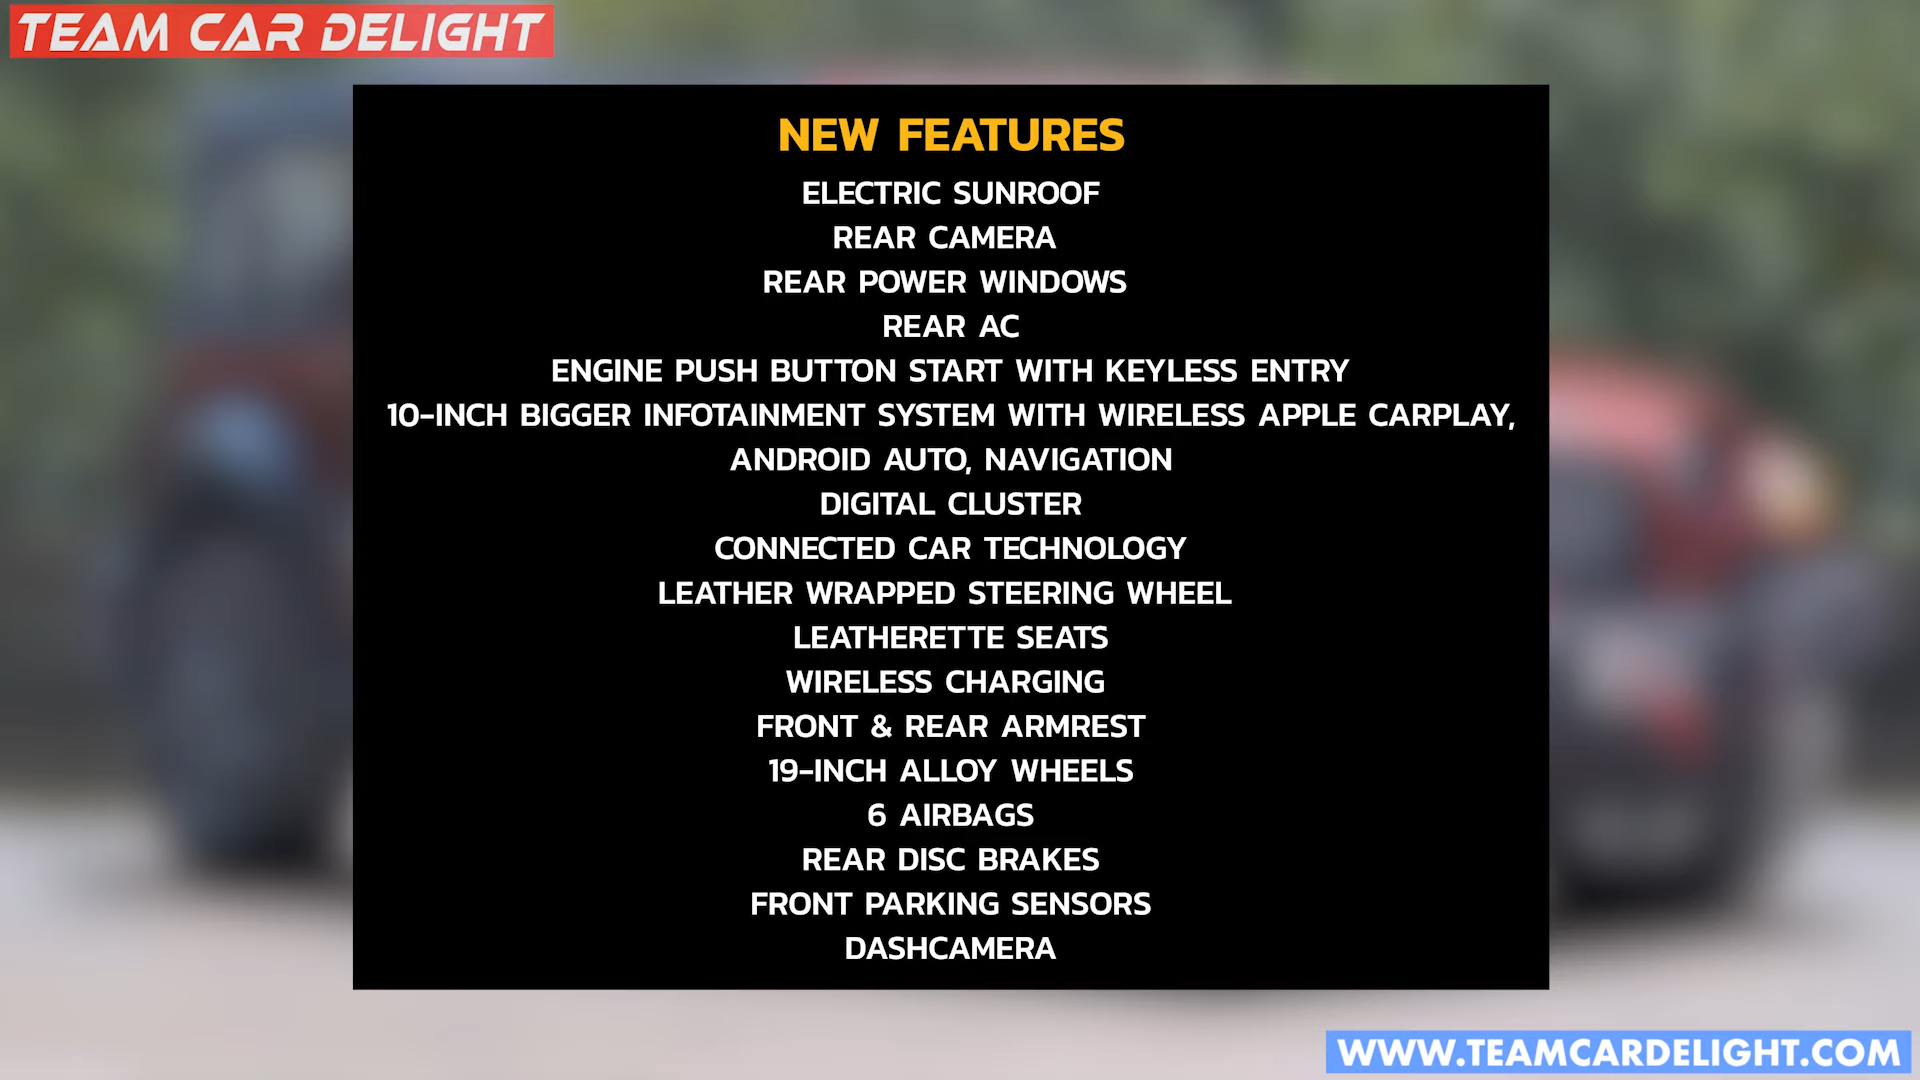 TEAM CAR DELIGHT
NEW FEATURES
ELECTRIC SUNROOF
REAR CAMERA
REAR POWER WINDOWS
REAR AC
ENGINE PUSH BUTTON START WITH KEYLESS ENTRY
10-INCH BIGGER INFOTAINMENT SYSTEM WITH WIRELESS APPLE CARPLAY,
ANDROID AUTO, NAVIGATION
DIGITAL CLUSTER
CONNECTED CAR TECHNOLOGY
LEATHER WRAPPED STEERING WHEEL
LEATHERETTE SEATS
WIRELESS CHARGING
FRONT & REAR ARMREST
19-INCH ALLOY WHEELS
6 AIRBAGS
REAR DISC BRAKES
FRONT PARKING SENSORS
DASHCAMERA
WWW.TEAMCARDELIGHT.COM